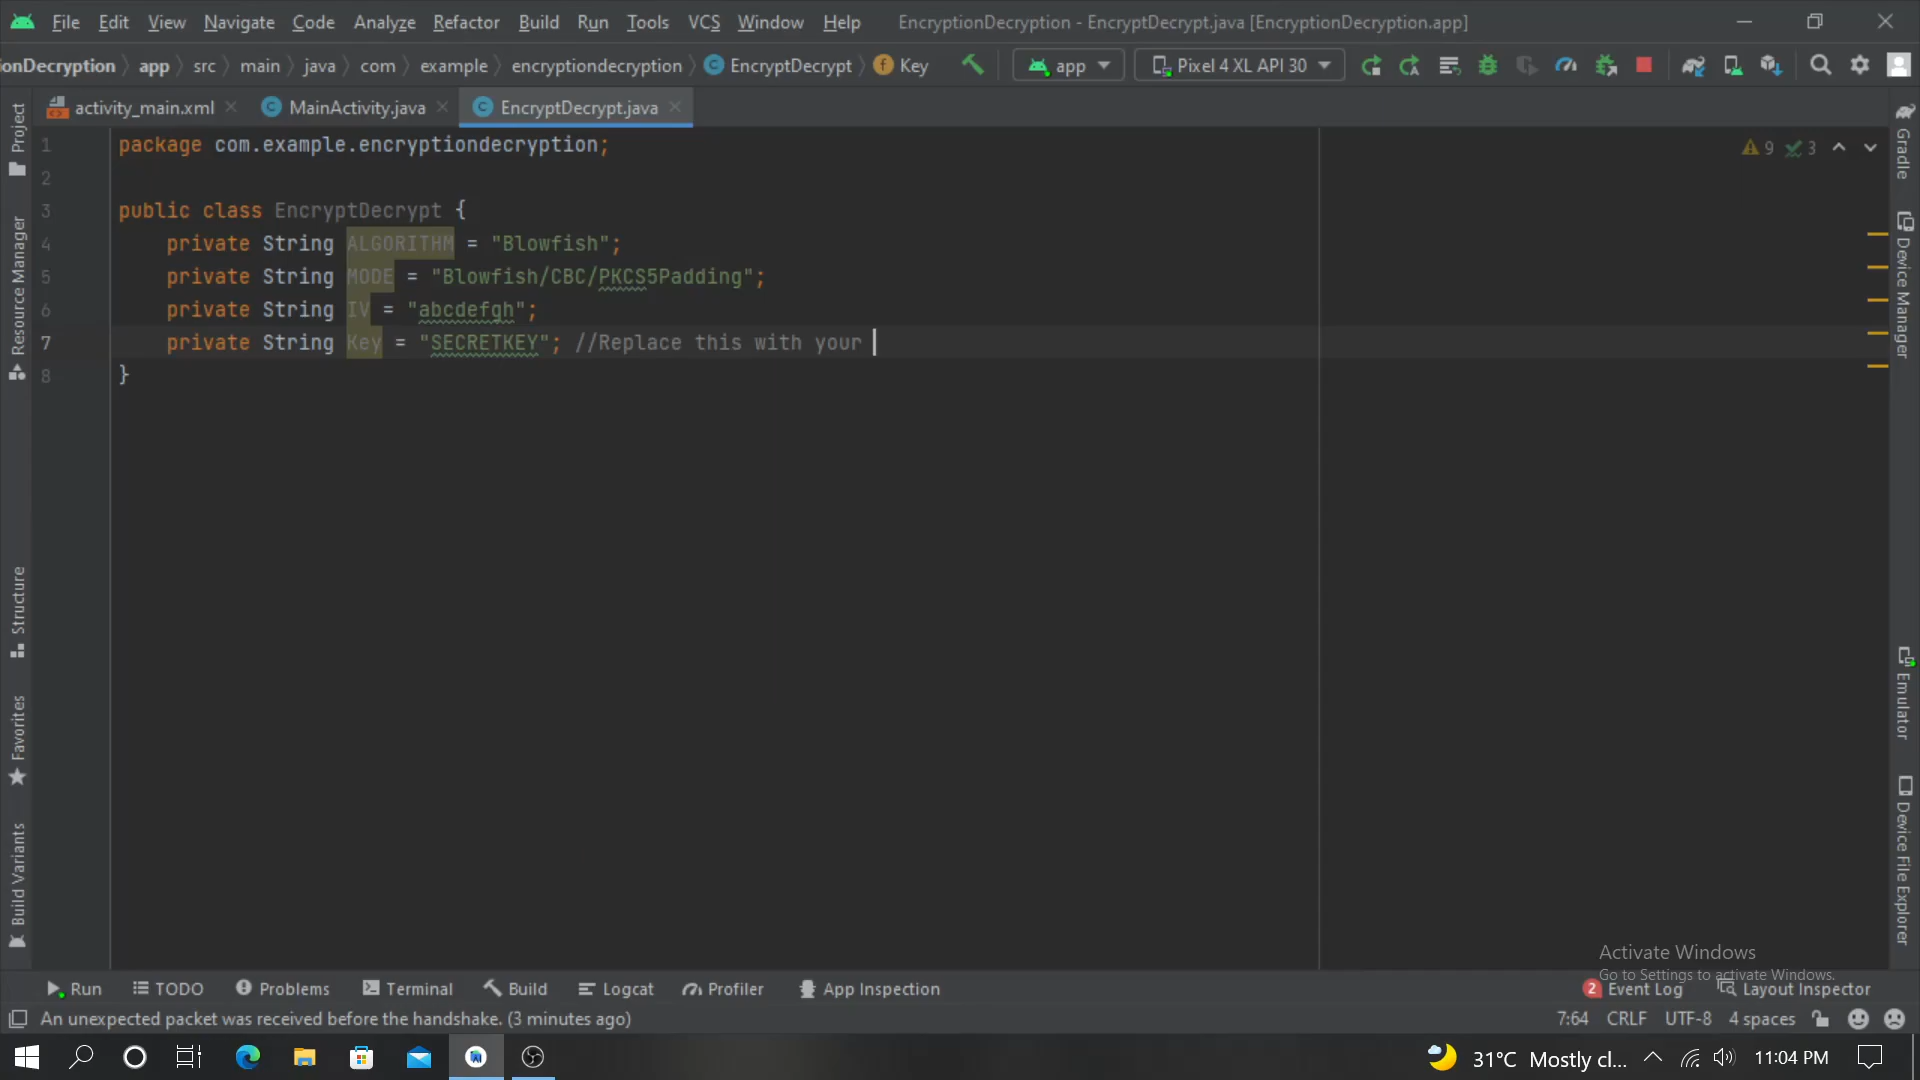 File Edit View Navigate Code Analyze Refactor Build Run Tools VCS Window Help EncryptionDecryption - EncryptDecrypt.java [EncryptionDecryption.app]
ionDecryption app src main java com example encryptiondecryption EncryptDecrypt Key app Pixel 4 XL API 30
activity_main.xml MainActivity.java EncryptDecrypt.java
1 package com.example.encryptiondecryption;
2
3 public class EncryptDecrypt {
4 private String ALGORITHM = "Blowfish";
5 private String MODE = "Blowfish/CBC/PKCS5Padding";
6 private String IV = "abcdefgh";
7 private String Key = "SECRETKEY"; //Replace this with your
8 }
9 3
Project
Resource Manager
Structure
Favorites
Build Variants
Gradle
Device Manager
Emulator
Device File Explorer
Activate Windows
Go to Settings to activate Windows.
Run TODO Problems Terminal Build Logcat Profiler App Inspection 2 Event Log Layout Inspector
An unexpected packet was received before the handshake. (3 minutes ago) 7:64 CRLF UTF-8 4 spaces
31°C Mostly cl... 11:04 PM